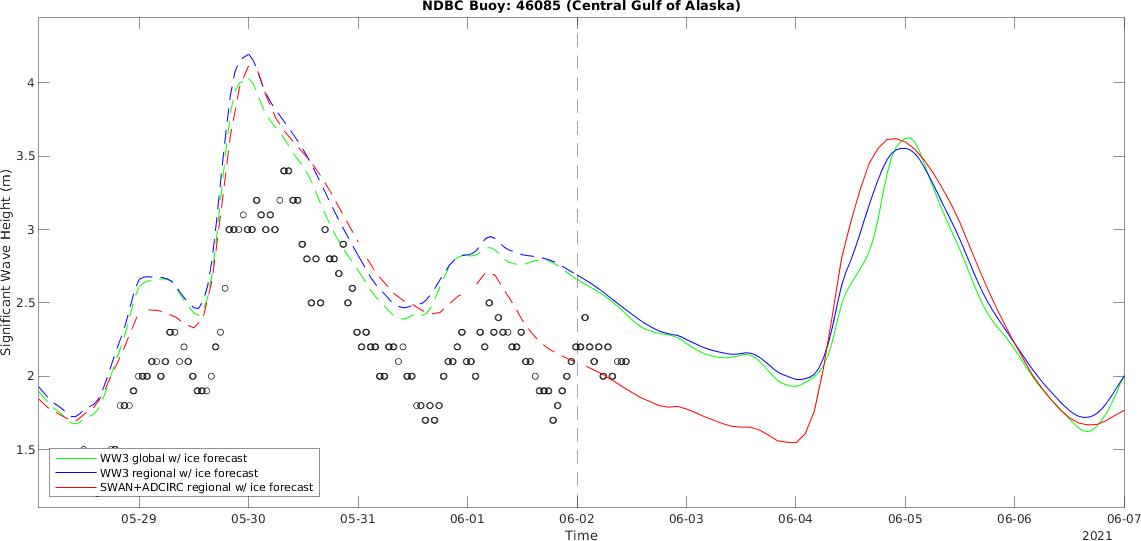 NDBC Buoy: 46085 (Central Gulf of Alaska)
Significant Wave Height (m)
4
3.5
3
2.5
2
1.5
WW3 global w/ ice forecast
WW3 regional w/ ice forecast
SWAN+ADCIRC regional w/ ice forecast
05-29 05-30 05-31 06-01 06-02 06-03 06-04 06-05 06-06 06-07
Time
2021